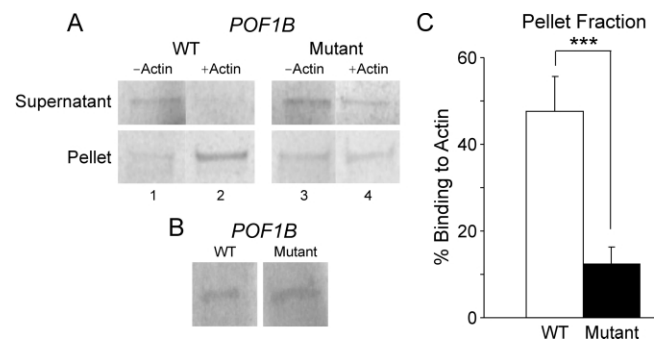 A
POF1B
WT Mutant
−Actin +Actin −Actin +Actin
Supernatant
Pellet
1 2 3 4
B
POF1B
WT Mutant
C
Pellet Fraction
***
% Binding to Actin
60
40
20
0
WT Mutant